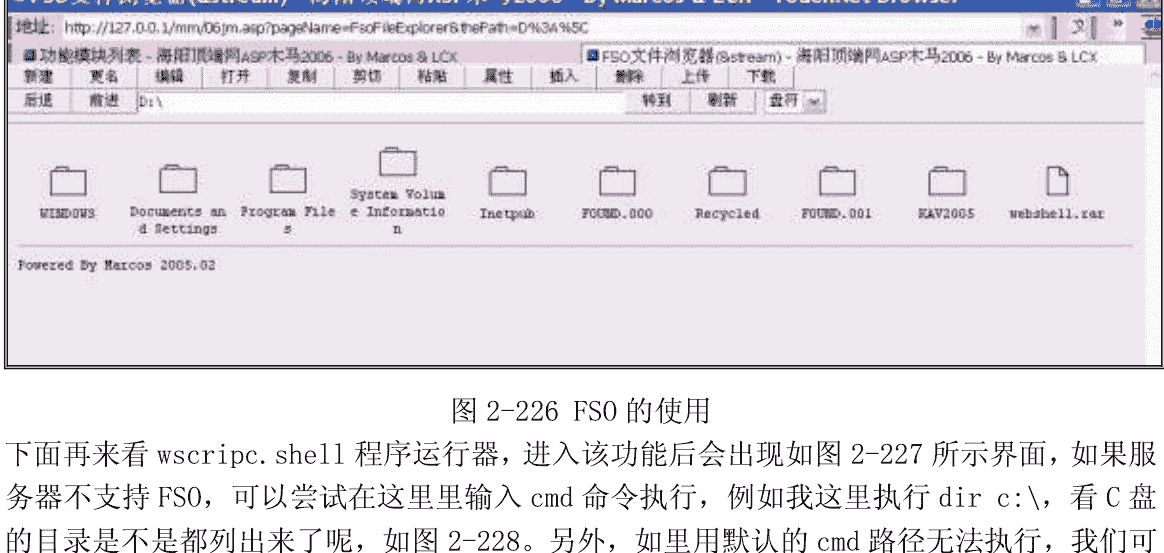 地址: http://127.0.0.1/mm/06jm.asp?pageName=FsoFileExplorer&thePath=D%3A%5C
功能模块列表 - 海阳顶端网ASP木马2006 - By Marcos & LCX
FSO文件浏览器(&stream) - 海阳顶端网ASP木马2006 - By Marcos & LCX
新建 更名 编辑 打开 复制 剪切 粘贴 属性 插入 删除 上传 下载
后退 前进 D:\ 转到 刷新 盘符
WINDOWS
Documents an
d Settings
Program File
s
System Volum
e Informatio
n
Inetpub
FOUND.000
Recycled
FOUND.001
KAV2005
webshell.rar
Powered By Marcos 2005.02
图 2-226 FSO 的使用
下面再来看 wscripc.shell 程序运行器，进入该功能后会出现如图 2-227 所示界面，如果服
务器不支持 FSO，可以尝试在这里里输入 cmd 命令执行，例如我这里执行 dir c:\，看 C 盘
的目录是不是都列出来了呢，如图 2-228。另外，如里用默认的 cmd 路径无法执行，我们可